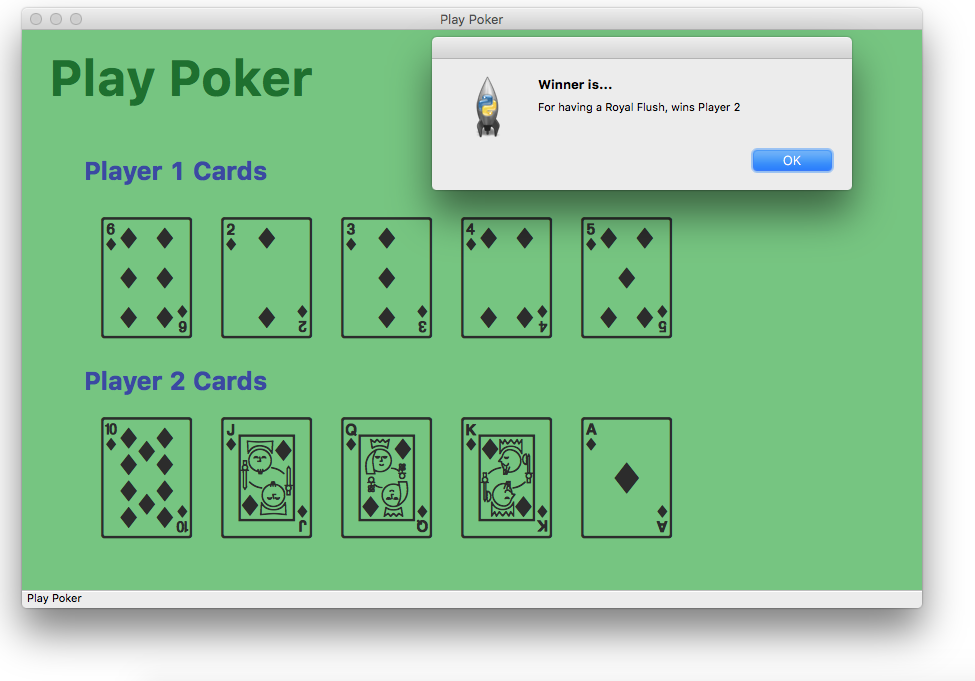 Play Poker
Play Poker
Winner is...
For having a Royal Flush, wins Player 2
OK
Player 1 Cards
6 2 3 4 5
6 2 3 4 5
Player 2 Cards
10 J Q K A
10 J Q K A
Play Poker